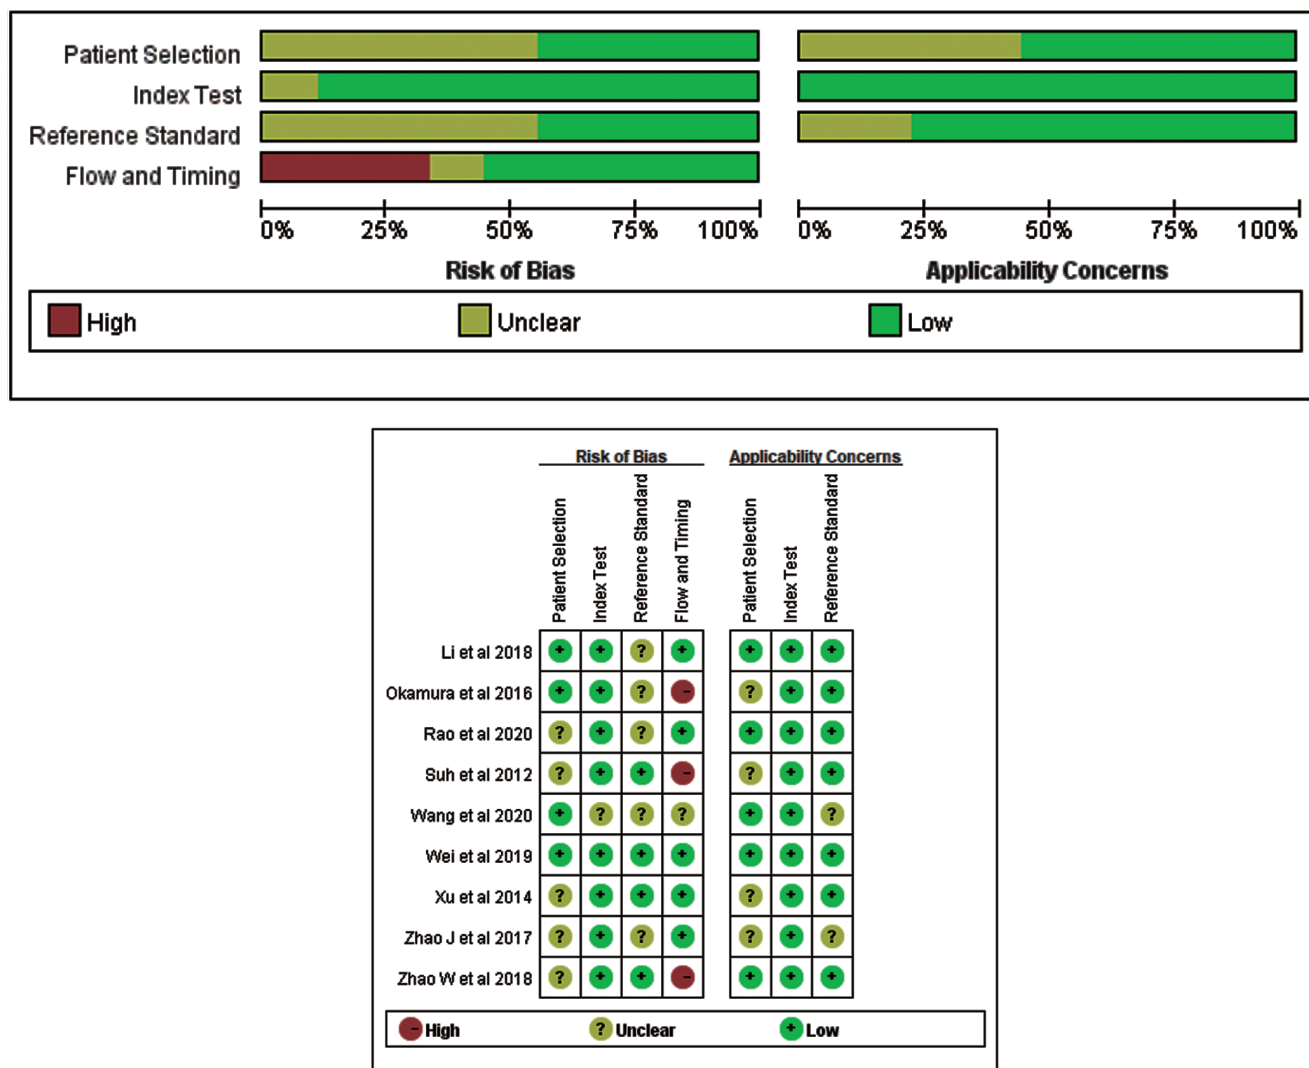 Patient Selection
Index Test
Reference Standard
Flow and Timing
0% 25% 50% 75% 100% 0% 25% 50% 75% 100%
Risk of Bias Applicability Concerns
High Unclear Low
Risk of Bias Applicability Concerns
Patient Selection Index Test Reference Standard Flow and Timing Patient Selection Index Test Reference Standard
Li et al 2018 + + ? + + + +
Okamura et al 2016 + + ? - ? + +
Rao et al 2020 ? + ? + + + +
Suh et al 2012 ? + + - ? + +
Wang et al 2020 + ? ? ? + + ?
Wei et al 2019 + + + + + + +
Xu et al 2014 ? + + + ? + +
Zhao J et al 2017 ? + ? + ? + ?
Zhao W et al 2018 ? + + - + + +
- High ? Unclear + Low